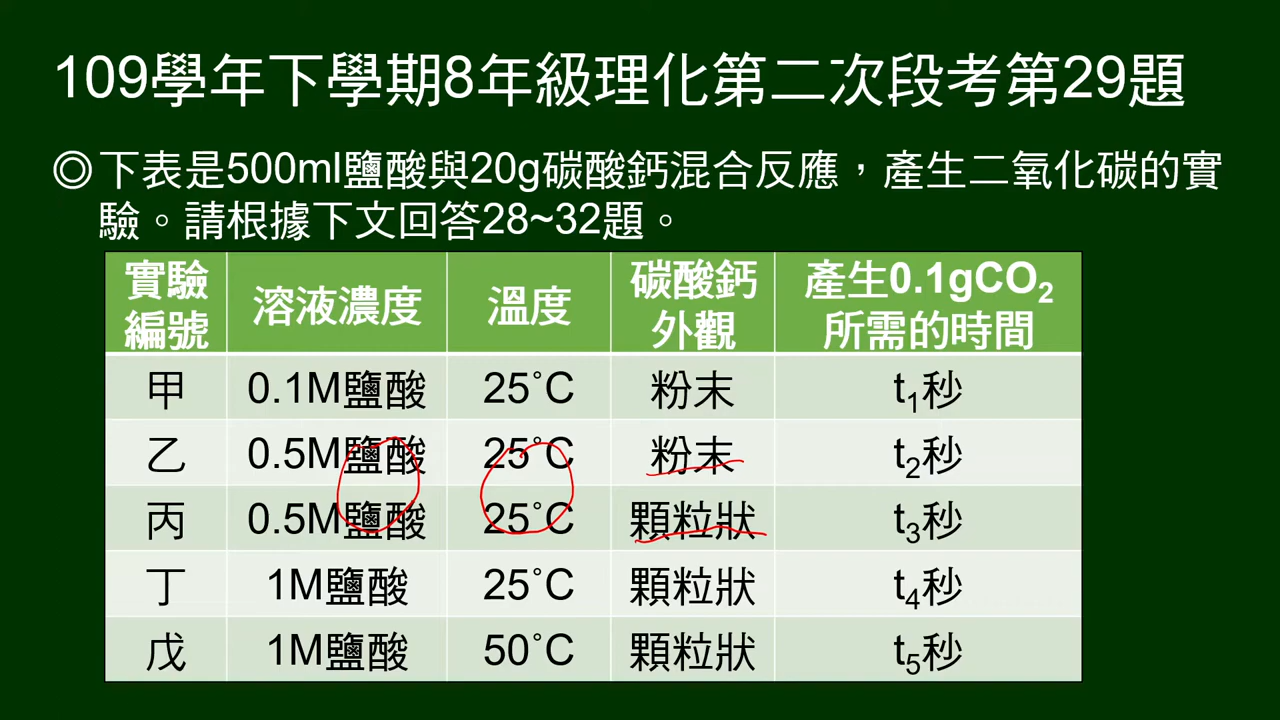 109學年下學期8年級理化第二次段考第29題
◎下表是500ml鹽酸與20g碳酸鈣混合反應，產生二氧化碳的實
驗。請根據下文回答28~32題。
實驗編號 溶液濃度 溫度 碳酸鈣外觀 產生0.1gCO₂所需的時間
甲 0.1M鹽酸 25°C 粉末 t₁秒
乙 0.5M鹽酸 25°C 粉末 t₂秒
丙 0.5M鹽酸 25°C 顆粒狀 t₃秒
丁 1M鹽酸 25°C 顆粒狀 t₄秒
戊 1M鹽酸 50°C 顆粒狀 t₅秒